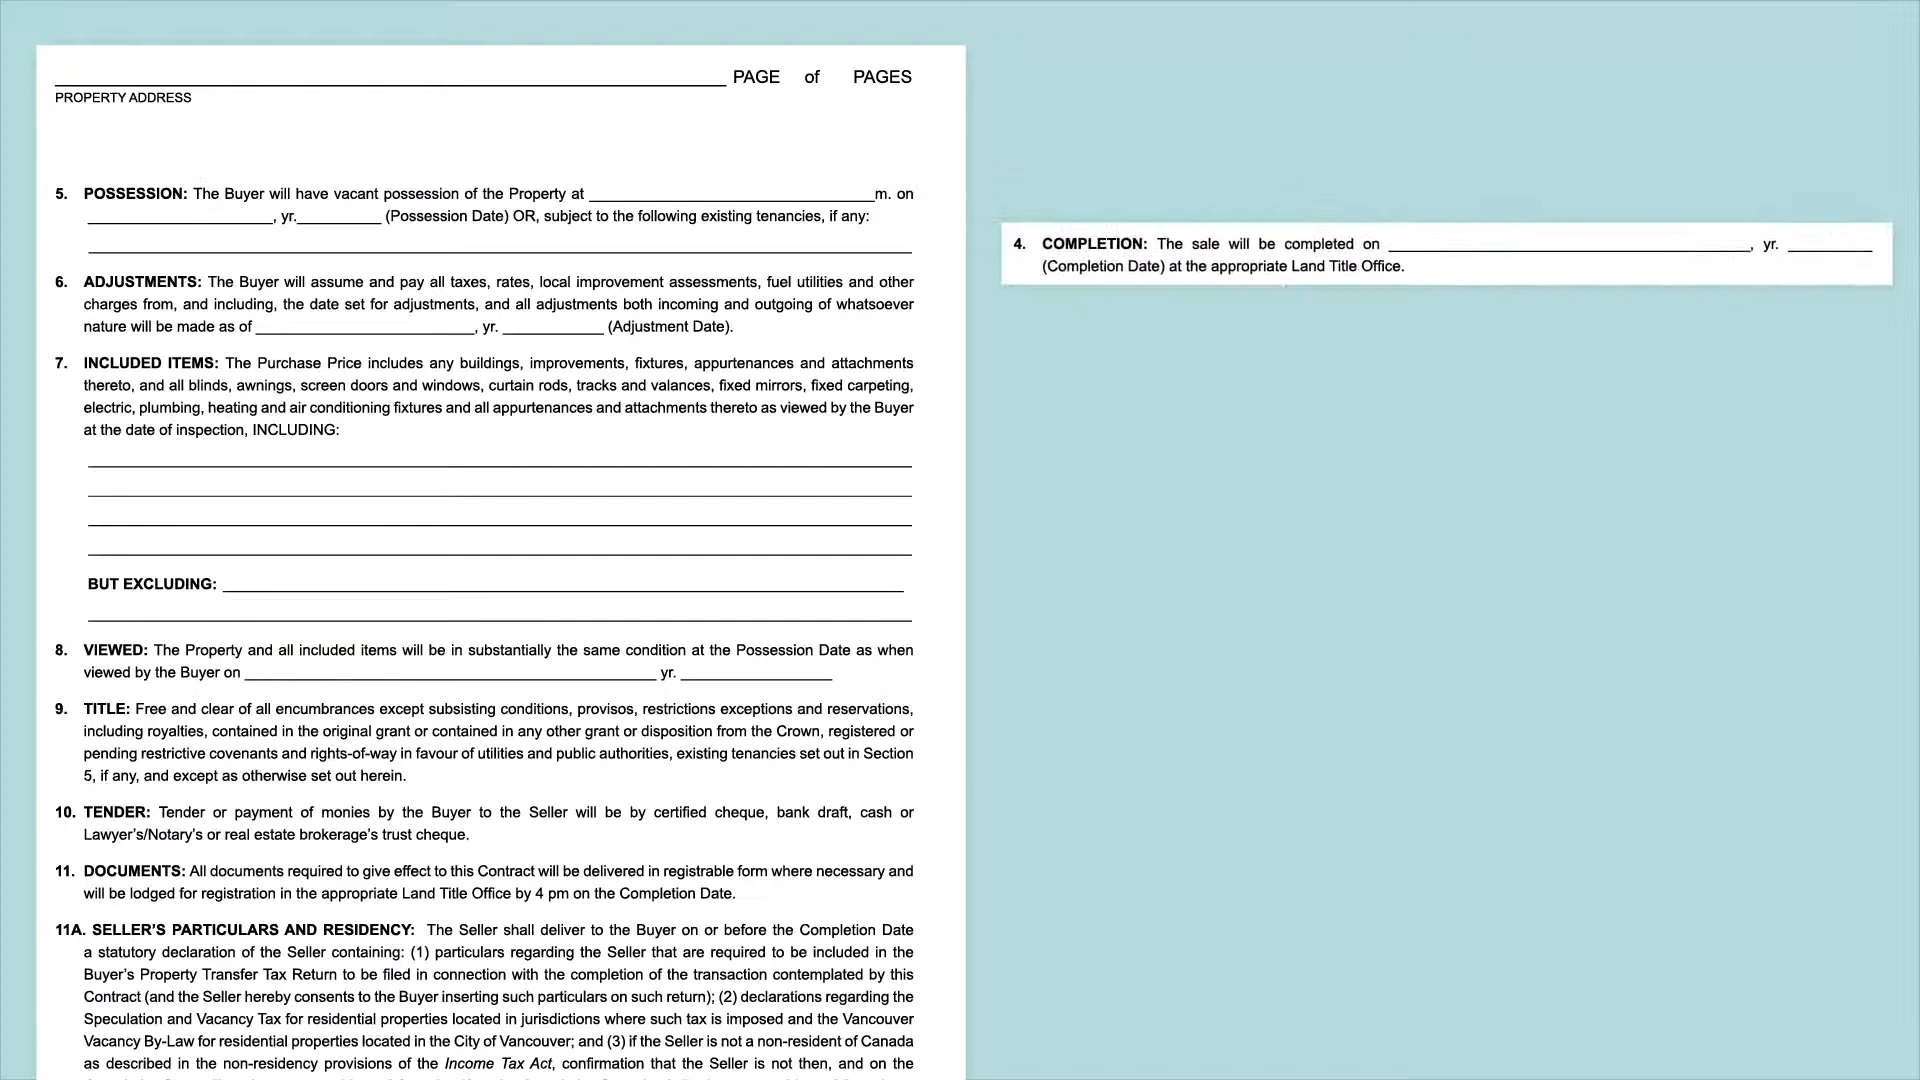 PAGE of PAGES
PROPERTY ADDRESS
5. POSSESSION: The Buyer will have vacant possession of the Property at ____________________m. on
____________________, yr.__________ (Possession Date) OR, subject to the following existing tenancies, if any:
6. ADJUSTMENTS: The Buyer will assume and pay all taxes, rates, local improvement assessments, fuel utilities and other
charges from, and including, the date set for adjustments, and all adjustments both incoming and outgoing of whatsoever
nature will be made as of ____________________, yr. __________ (Adjustment Date).
7. INCLUDED ITEMS: The Purchase Price includes any buildings, improvements, fixtures, appurtenances and attachments
thereto, and all blinds, awnings, screen doors and windows, curtain rods, tracks and valances, fixed mirrors, fixed carpeting,
electric, plumbing, heating and air conditioning fixtures and all appurtenances and attachments thereto as viewed by the Buyer
at the date of inspection, INCLUDING:
BUT EXCLUDING: ____________________
8. VIEWED: The Property and all included items will be in substantially the same condition at the Possession Date as when
viewed by the Buyer on ____________________ yr. __________
9. TITLE: Free and clear of all encumbrances except subsisting conditions, provisos, restrictions exceptions and reservations,
including royalties, contained in the original grant or contained in any other grant or disposition from the Crown, registered or
pending restrictive covenants and rights-of-way in favour of utilities and public authorities, existing tenancies set out in Section
5, if any, and except as otherwise set out herein.
10. TENDER: Tender or payment of monies by the Buyer to the Seller will be by certified cheque, bank draft, cash or
Lawyer’s/Notary’s or real estate brokerage’s trust cheque.
11. DOCUMENTS: All documents required to give effect to this Contract will be delivered in registrable form where necessary and
will be lodged for registration in the appropriate Land Title Office by 4 pm on the Completion Date.
11A. SELLER’S PARTICULARS AND RESIDENCY: The Seller shall deliver to the Buyer on or before the Completion Date
a statutory declaration of the Seller containing: (1) particulars regarding the Seller that are required to be included in the
Buyer’s Property Transfer Tax Return to be filed in connection with the completion of the transaction contemplated by this
Contract (and the Seller hereby consents to the Buyer inserting such particulars on such return); (2) declarations regarding the
Speculation and Vacancy Tax for residential properties located in jurisdictions where such tax is imposed and the Vancouver
Vacancy By-Law for residential properties located in the City of Vancouver; and (3) if the Seller is not a non-resident of Canada
as described in the non-residency provisions of the Income Tax Act, confirmation that the Seller is not then, and on the
4. COMPLETION: The sale will be completed on ____________________, yr. __________
(Completion Date) at the appropriate Land Title Office.